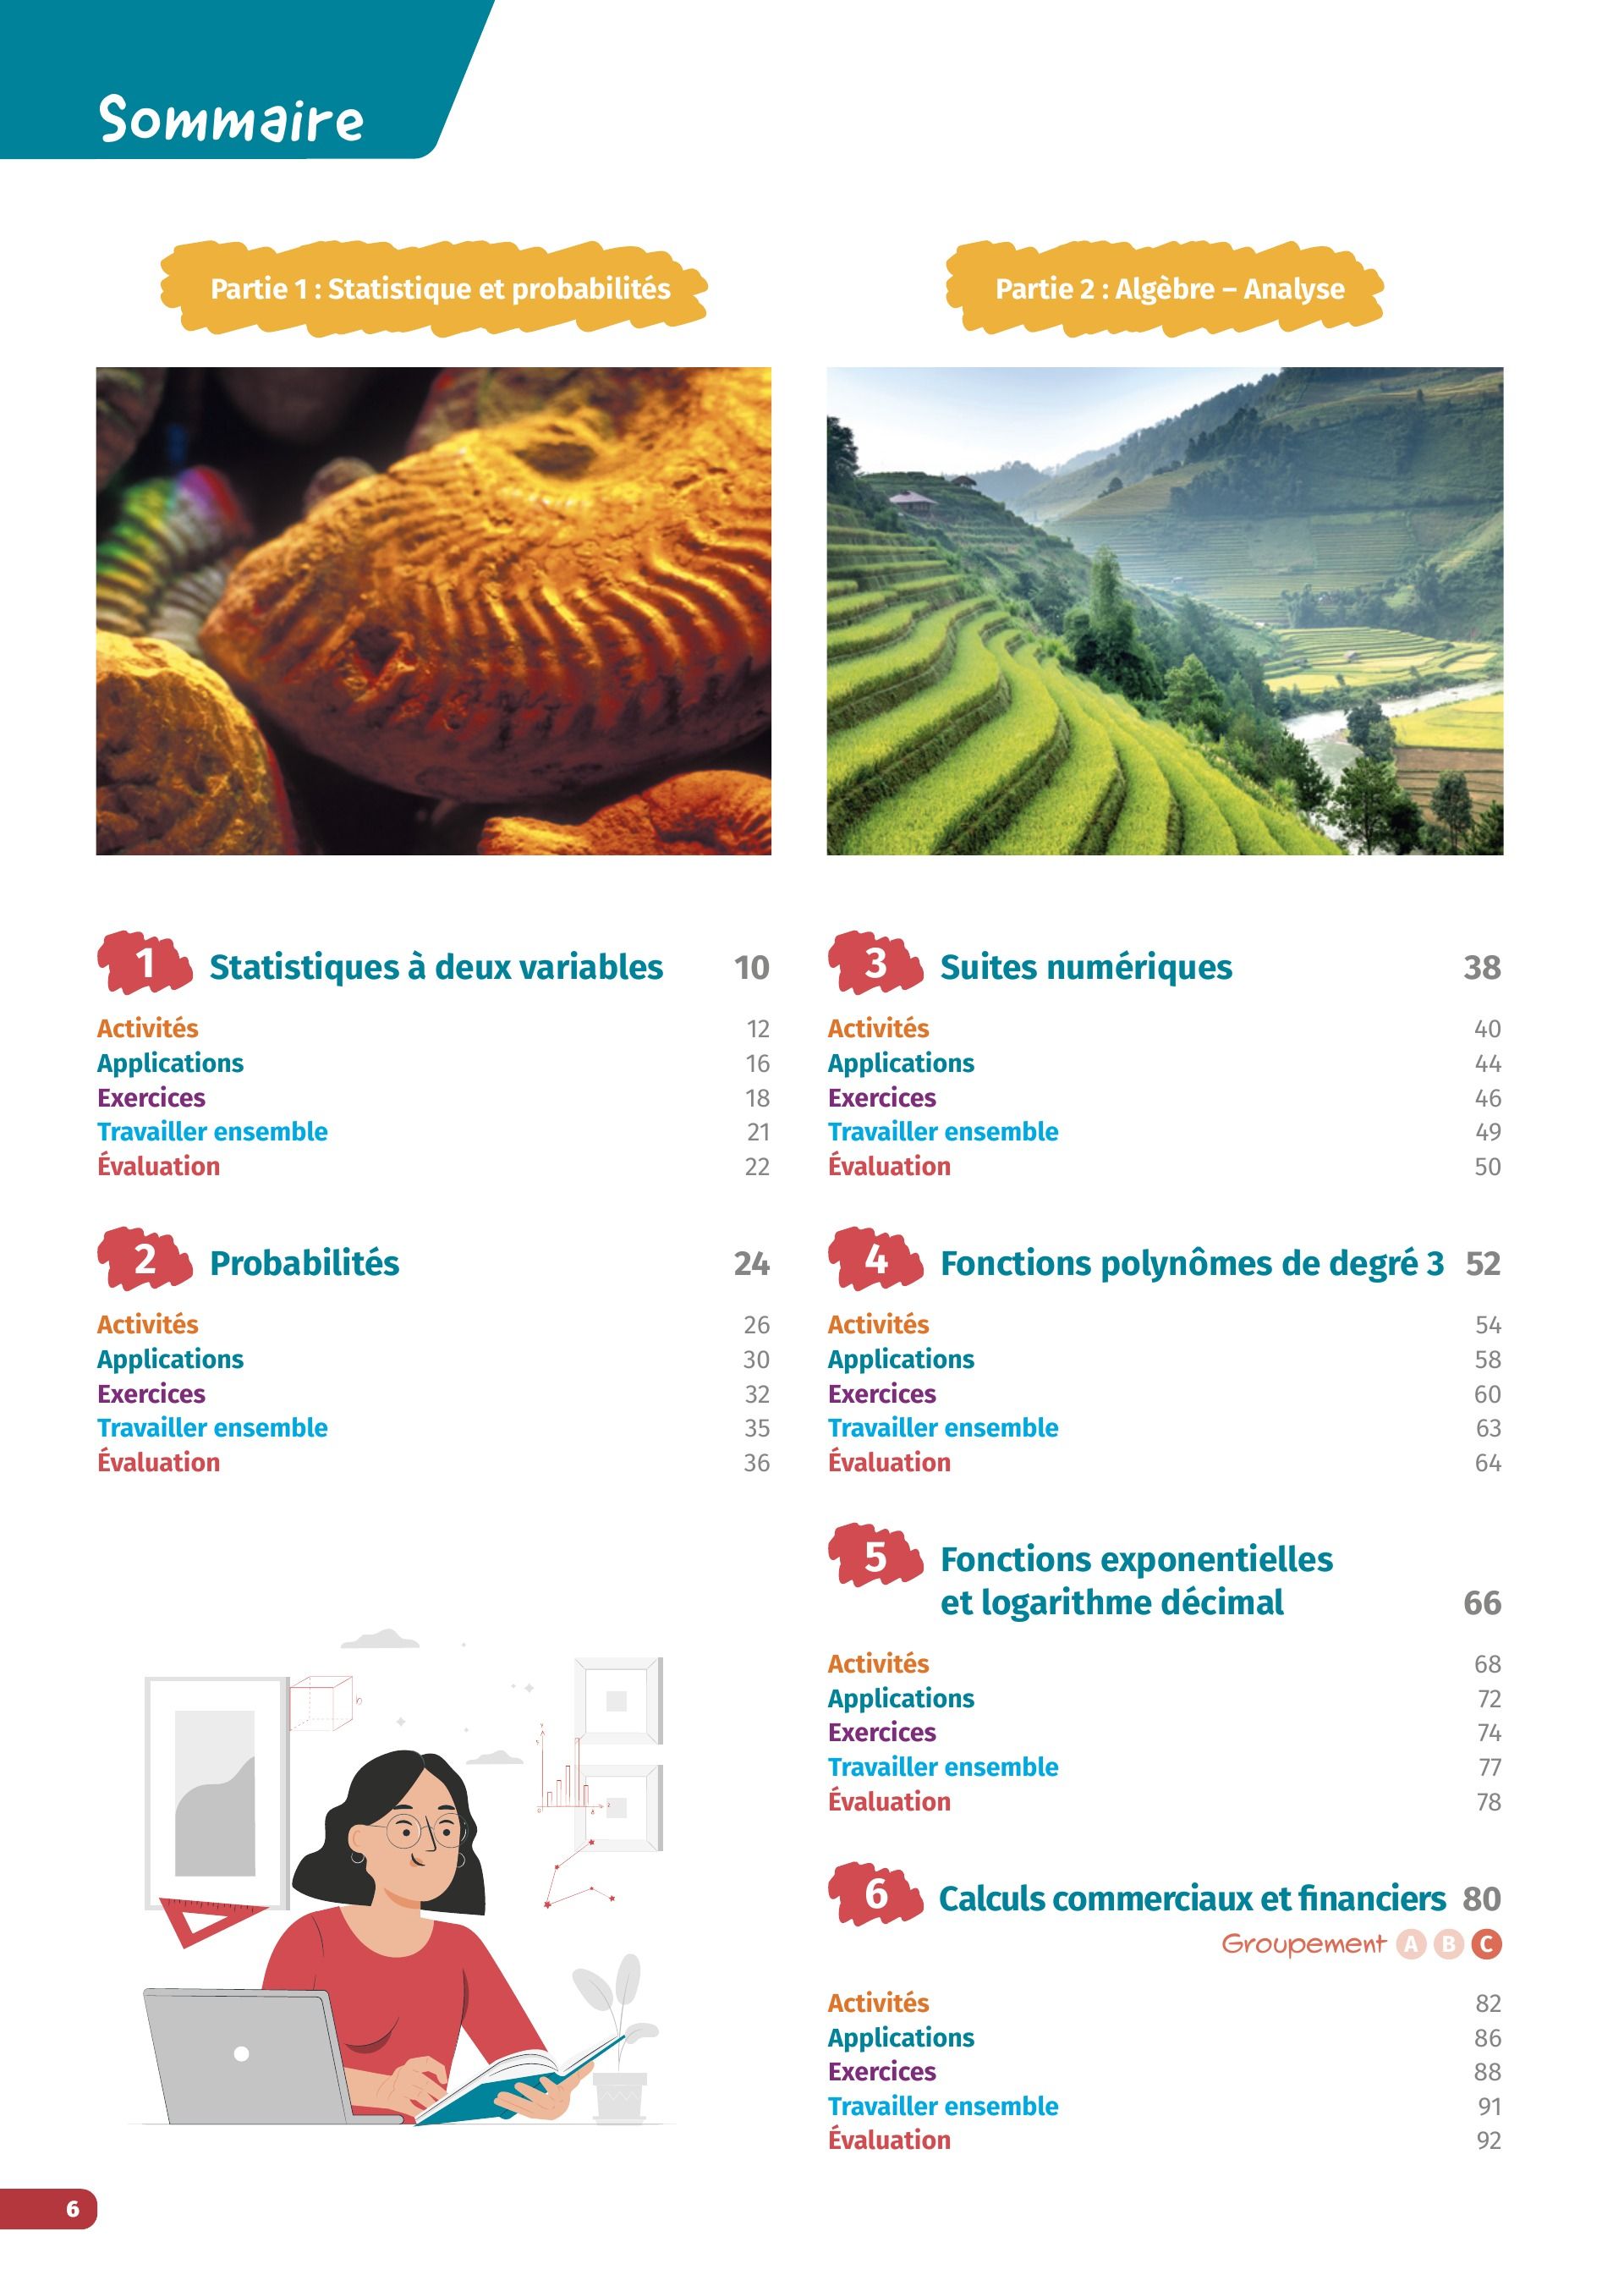 Sommaire
Partie 1 : Statistique et probabilités
1 Statistiques à deux variables 10
Activités 12
Applications 16
Exercices 18
Travailler ensemble 21
Évaluation 22
2 Probabilités 24
Activités 26
Applications 30
Exercices 32
Travailler ensemble 35
Évaluation 36
Partie 2 : Algèbre – Analyse
3 Suites numériques 38
Activités 40
Applications 44
Exercices 46
Travailler ensemble 49
Évaluation 50
4 Fonctions polynômes de degré 3 52
Activités 54
Applications 58
Exercices 60
Travailler ensemble 63
Évaluation 64
5 Fonctions exponentielles
et logarithme décimal 66
Activités 68
Applications 72
Exercices 74
Travailler ensemble 77
Évaluation 78
6 Calculs commerciaux et financiers 80
Groupement A B C
Activités 82
Applications 86
Exercices 88
Travailler ensemble 91
Évaluation 92
6